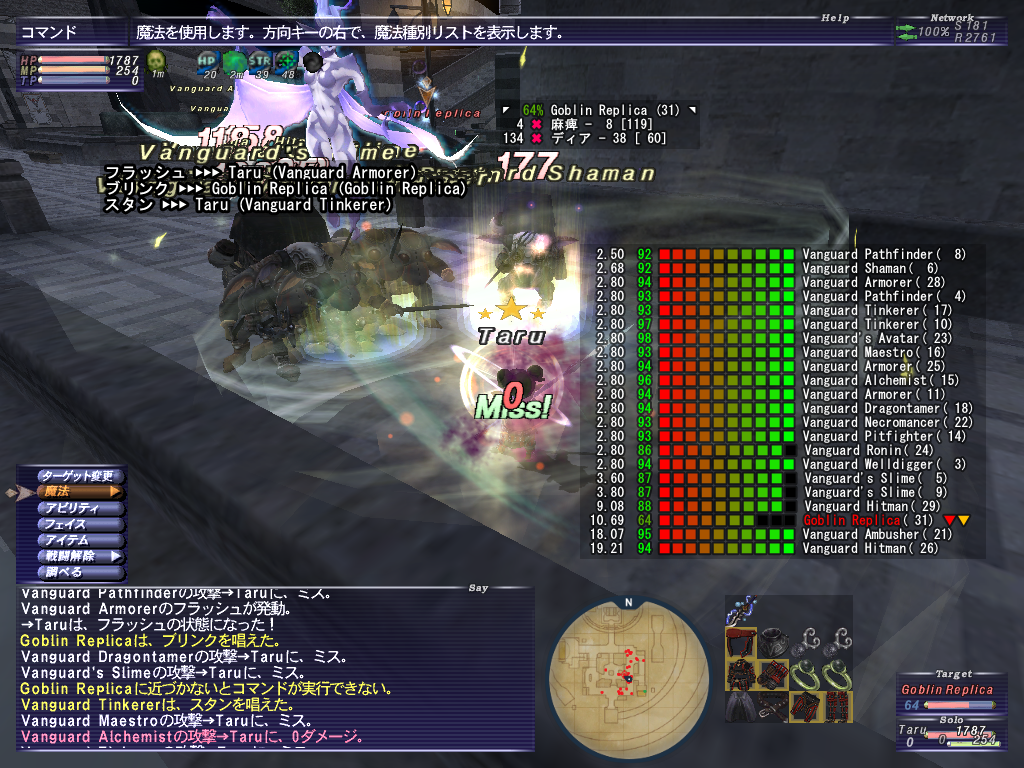 コマンド
魔法を使用します。方向キーの右で、魔法種別リストを表示します。
Help
Network
100%
S 181
R 2761
HP 1787
MP 254
TP 0
1m
HP STR
20 2m 39 48
Vanguard A
Vangua
oblin Replica
64% Goblin Replica (31)
4 ✖ 麻痺 - 8 [119]
134 ✖ ディア - 38 [ 60]
177
フラッシュ ▸▸▸ Taru (Vanguard Armorer)
ブリンク ▸▸▸ Goblin Replica (Goblin Replica)
スタン ▸▸▸ Taru (Vanguard Tinkerer)
Shaman
Taru
0
Miss!
2.50 92 Vanguard Pathfinder( 8)
2.68 92 Vanguard Shaman( 6)
2.80 94 Vanguard Armorer( 28)
2.80 93 Vanguard Pathfinder( 4)
2.80 93 Vanguard Tinkerer( 17)
2.80 97 Vanguard Tinkerer( 10)
2.80 98 Vanguard's Avatar( 23)
2.80 93 Vanguard Maestro( 16)
2.80 94 Vanguard Armorer( 25)
2.80 96 Vanguard Alchemist( 15)
2.80 94 Vanguard Armorer( 11)
2.80 94 Vanguard Dragontamer( 18)
2.80 93 Vanguard Necromancer( 22)
2.80 93 Vanguard Pitfighter( 14)
2.80 86 Vanguard Ronin( 24)
2.80 94 Vanguard Welldigger( 3)
3.60 87 Vanguard's Slime( 5)
3.80 87 Vanguard's Slime( 9)
9.08 88 Vanguard Hitman( 29)
10.69 64 Goblin Replica( 31)
18.07 95 Vanguard Ambusher( 21)
19.21 94 Vanguard Hitman( 26)
ターゲット変更
魔法
アビリティ
フェイス
アイテム
戦闘解除
調べる
Say
Vanguard Pathfinderの攻撃→Taruに、ミス。
Vanguard Armorerのフラッシュが発動。
→Taruは、フラッシュの状態になった！
Goblin Replicaは、ブリンクを唱えた。
Vanguard Dragontamerの攻撃→Taruに、ミス。
Vanguard's Slimeの攻撃→Taruに、ミス。
Goblin Replicaに近づかないとコマンドが実行できない。
Vanguard Tinkererは、スタンを唱えた。
Vanguard Maestroの攻撃→Taruに、ミス。
Vanguard Alchemistの攻撃→Taruに、0ダメージ。
N
Target
Goblin Replica
64
Solo
Taru 1787
0 0 254